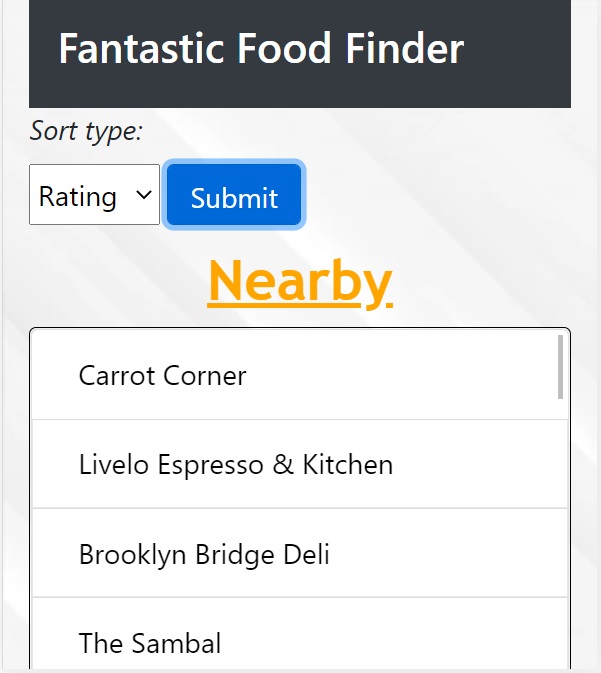 Fantastic Food Finder
Sort type:
Rating Submit
Nearby
Carrot Corner
Livelo Espresso & Kitchen
Brooklyn Bridge Deli
The Sambal